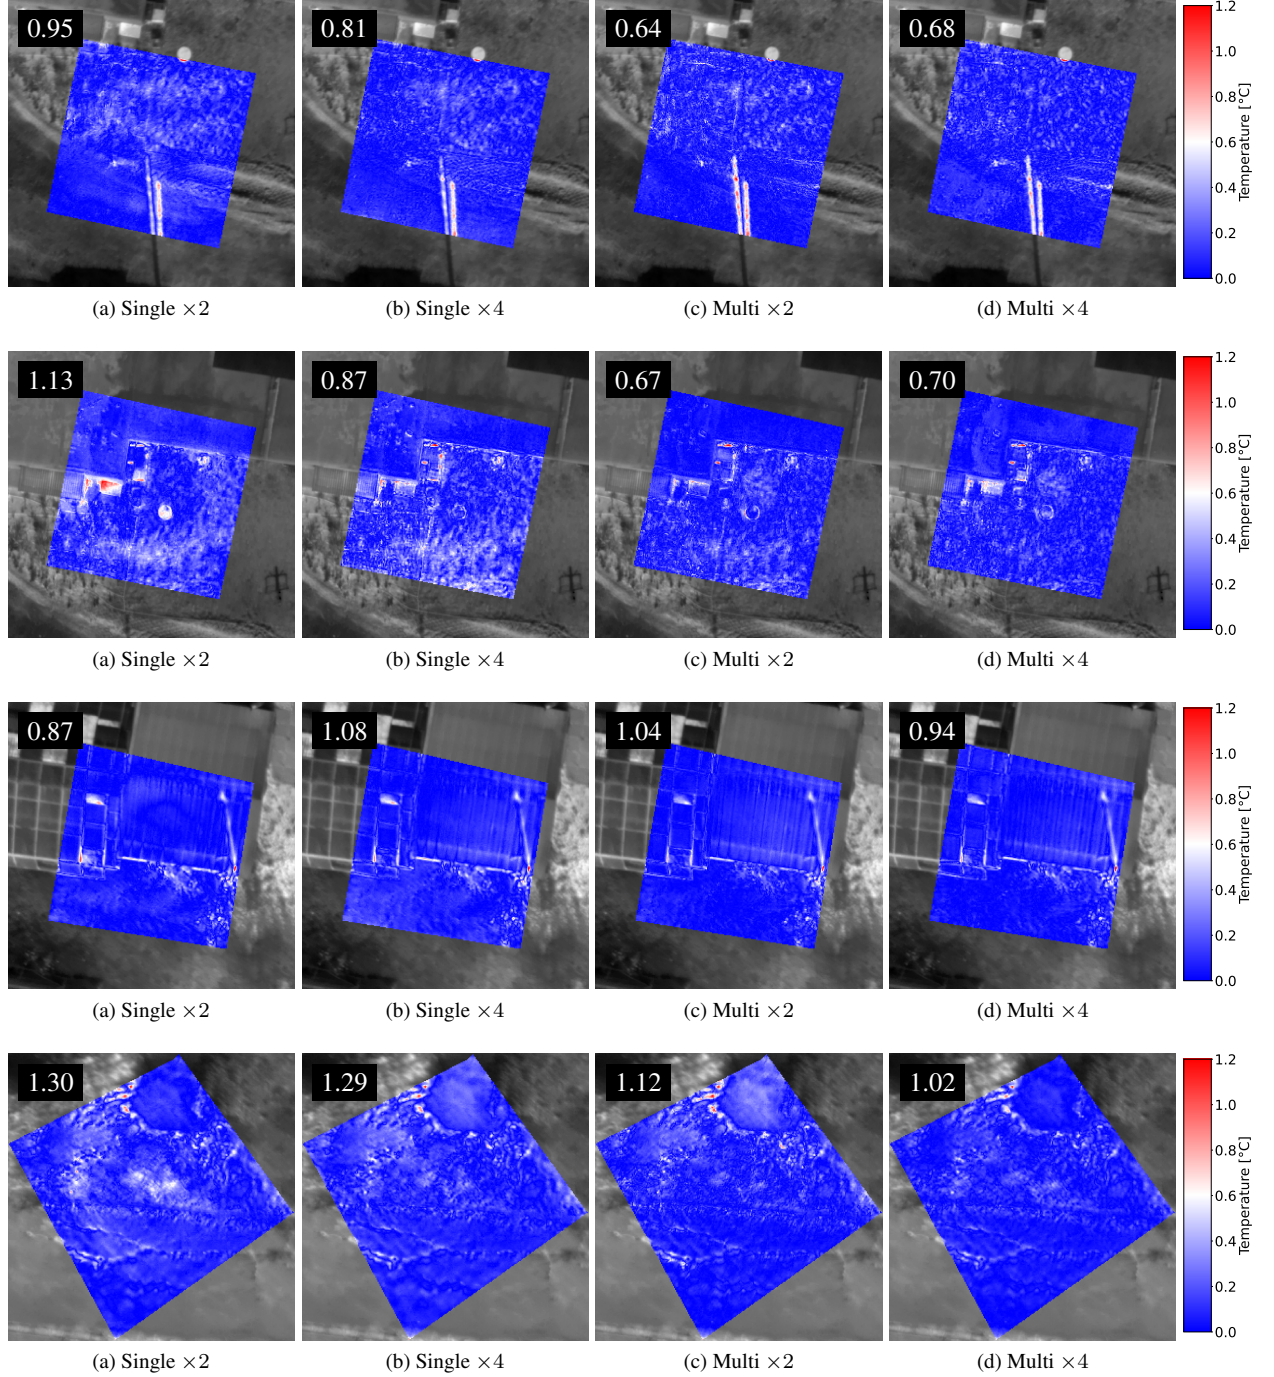 0.95 0.81 0.64 0.68
1.2
1.0
0.8
0.6
0.4
0.2
0.0
Temperature [°C]
(a) Single ×2 (b) Single ×4 (c) Multi ×2 (d) Multi ×4
1.13 0.87 0.67 0.70
1.2
1.0
0.8
0.6
0.4
0.2
0.0
Temperature [°C]
(a) Single ×2 (b) Single ×4 (c) Multi ×2 (d) Multi ×4
0.87 1.08 1.04 0.94
1.2
1.0
0.8
0.6
0.4
0.2
0.0
Temperature [°C]
(a) Single ×2 (b) Single ×4 (c) Multi ×2 (d) Multi ×4
1.30 1.29 1.12 1.02
1.2
1.0
0.8
0.6
0.4
0.2
0.0
Temperature [°C]
(a) Single ×2 (b) Single ×4 (c) Multi ×2 (d) Multi ×4